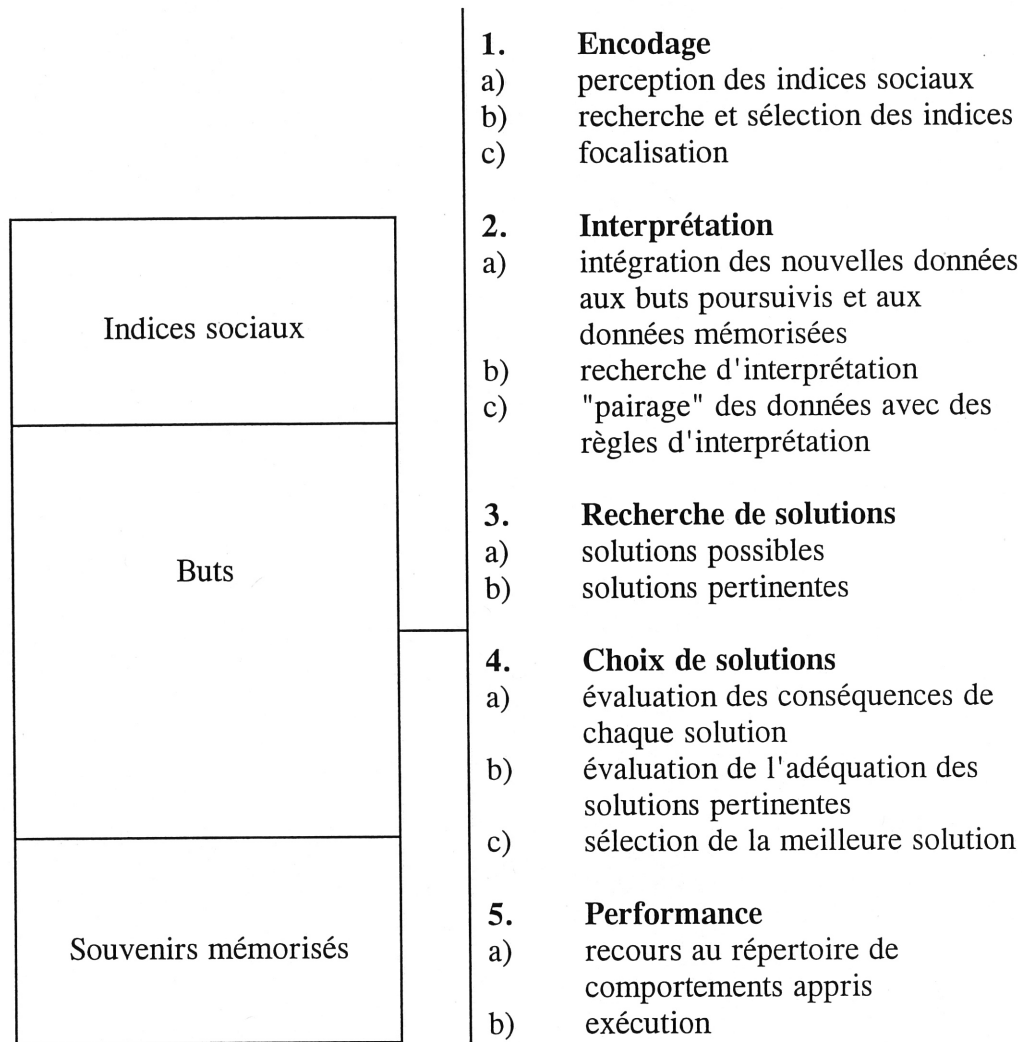 1. Encodage
a) perception des indices sociaux
b) recherche et sélection des indices
c) focalisation
2. Interprétation
a) intégration des nouvelles données
aux buts poursuivis et aux
données mémorisées
b) recherche d'interprétation
c) "pairage" des données avec des
règles d'interprétation
3. Recherche de solutions
a) solutions possibles
b) solutions pertinentes
4. Choix de solutions
a) évaluation des conséquences de
chaque solution
b) évaluation de l'adéquation des
solutions pertinentes
c) sélection de la meilleure solution
5. Performance
a) recours au répertoire de
comportements appris
b) exécution
Indices sociaux
Buts
Souvenirs mémorisés